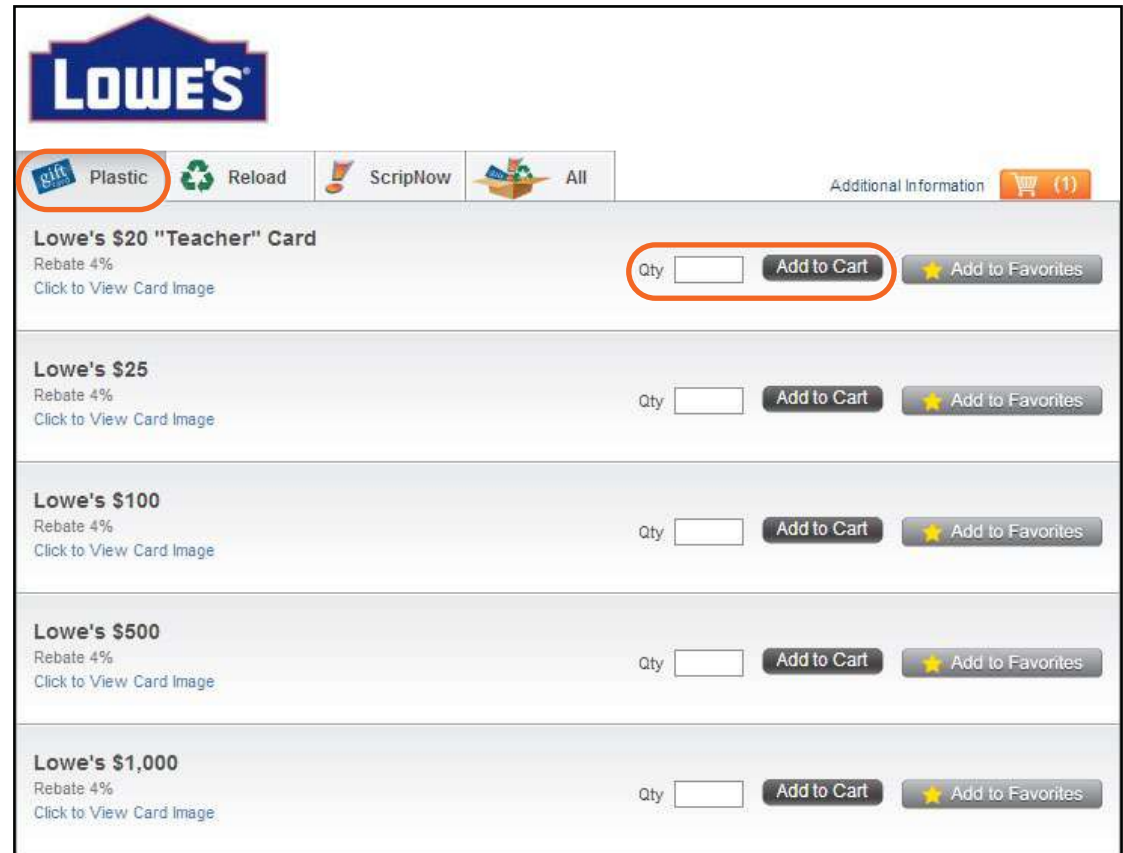 LOWE'S
gift card Plastic Reload ScripNow All
Additional Information (1)
Lowe's $20 "Teacher" Card
Rebate 4%
Click to View Card Image
Qty Add to Cart Add to Favorites
Lowe's $25
Rebate 4%
Click to View Card Image
Qty Add to Cart Add to Favorites
Lowe's $100
Rebate 4%
Click to View Card Image
Qty Add to Cart Add to Favorites
Lowe's $500
Rebate 4%
Click to View Card Image
Qty Add to Cart Add to Favorites
Lowe's $1,000
Rebate 4%
Click to View Card Image
Qty Add to Cart Add to Favorites